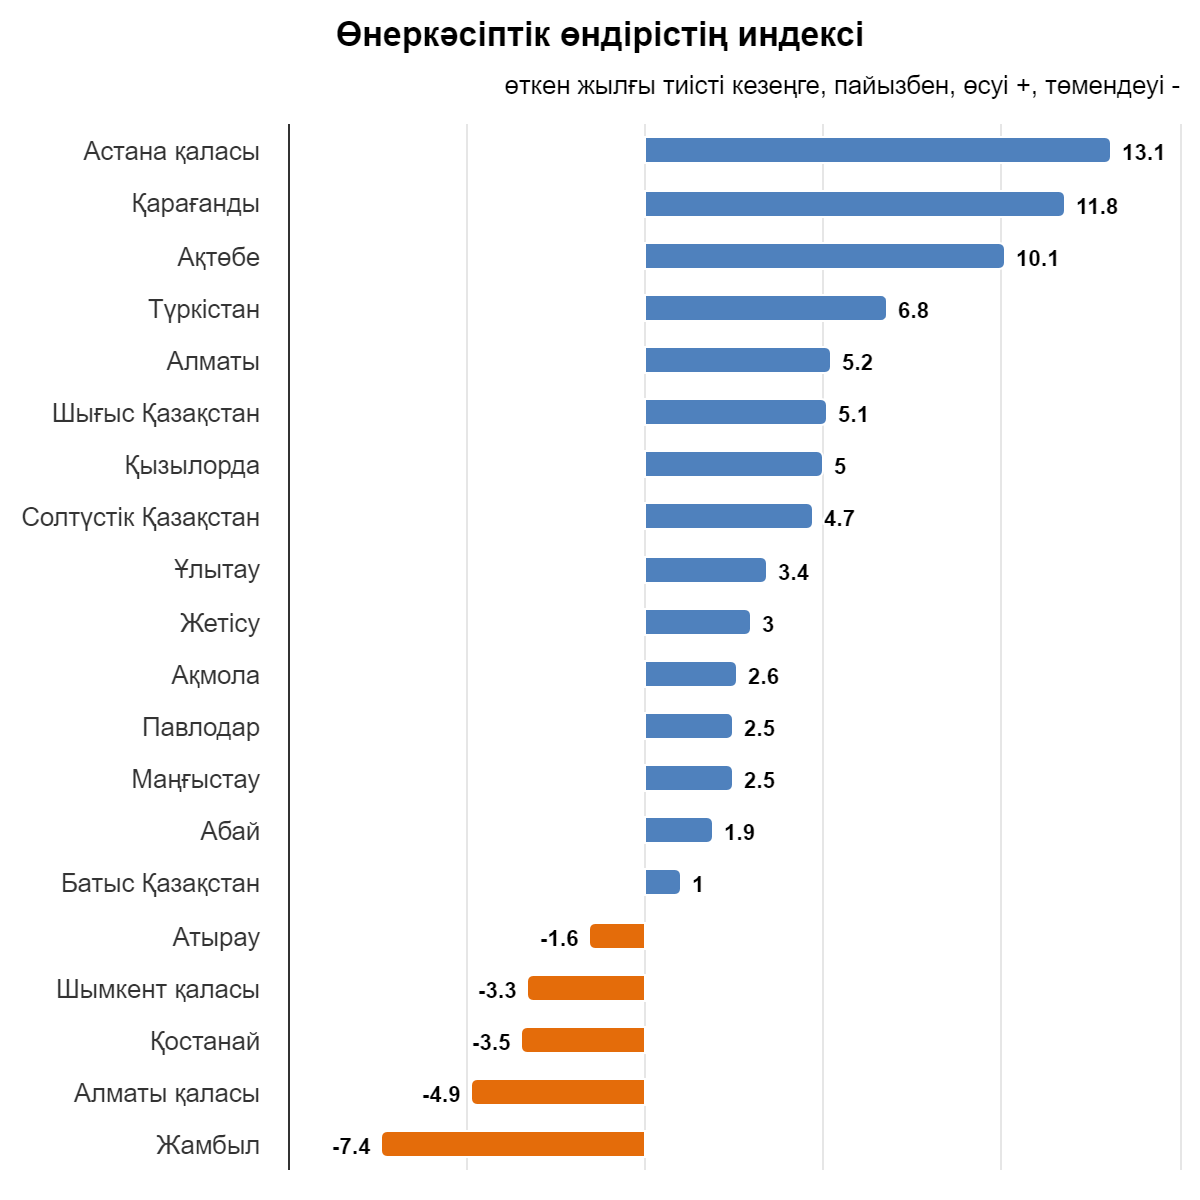 Өнеркәсіптік өндірістің индексі
өткен жылғы тиісті кезеңге, пайызбен, өсуі +, төмендеуі -
Астана қаласы 13.1
Қарағанды 11.8
Ақтөбе 10.1
Түркістан 6.8
Алматы 5.2
Шығыс Қазақстан 5.1
Қызылорда 5
Солтүстік Қазақстан 4.7
Ұлытау 3.4
Жетісу 3
Ақмола 2.6
Павлодар 2.5
Маңғыстау 2.5
Абай 1.9
Батыс Қазақстан 1
Атырау -1.6
Шымкент қаласы -3.3
Қостанай -3.5
Алматы қаласы -4.9
Жамбыл -7.4